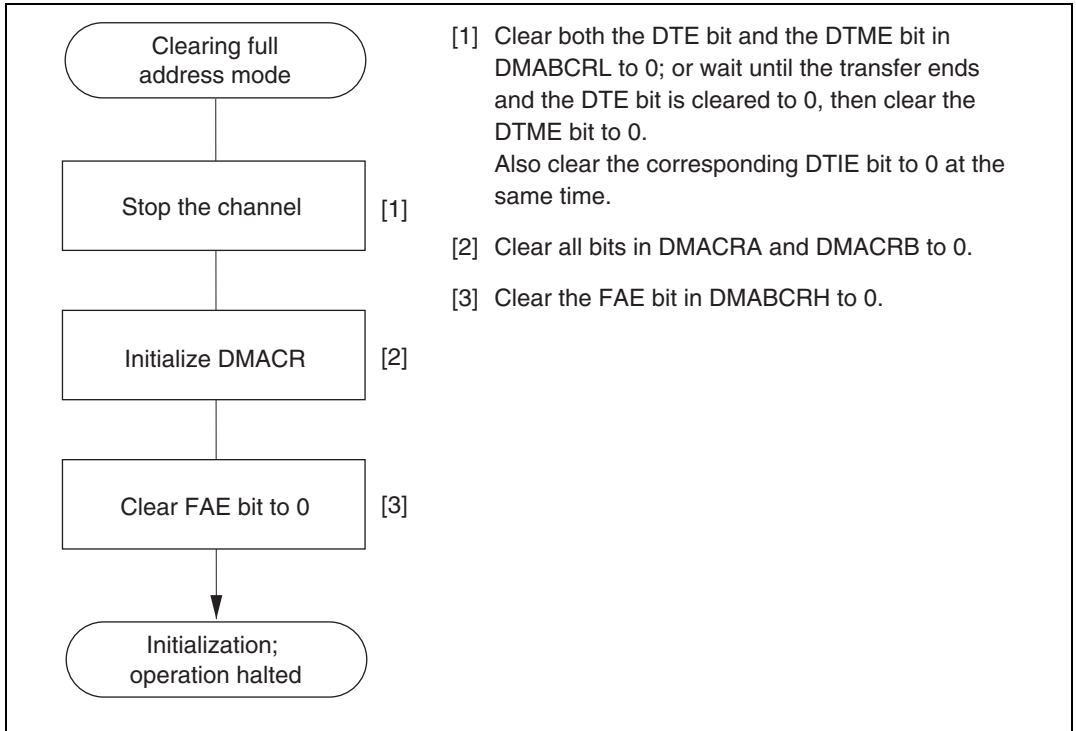 Clearing full
address mode
Stop the channel
[1]
Initialize DMACR
[2]
Clear FAE bit to 0
[3]
Initialization;
operation halted
[1] Clear both the DTE bit and the DTME bit in
DMABCRL to 0; or wait until the transfer ends
and the DTE bit is cleared to 0, then clear the
DTME bit to 0.
Also clear the corresponding DTIE bit to 0 at the
same time.
[2] Clear all bits in DMACRA and DMACRB to 0.
[3] Clear the FAE bit in DMABCRH to 0.